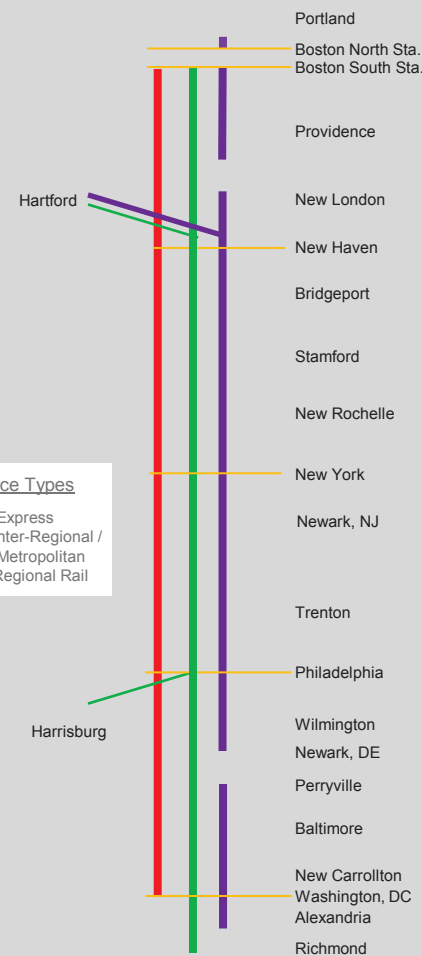 Portland
Boston North Sta.
Boston South Sta.
Providence
Hartford
New London
New Haven
Bridgeport
Stamford
New Rochelle
ce Types
Express
nter-Regional /
Metropolitan
Regional Rail
New York
Newark, NJ
Trenton
Philadelphia
Harrisburg
Wilmington
Newark, DE
Perryville
Baltimore
New Carrollton
Washington, DC
Alexandria
Richmond